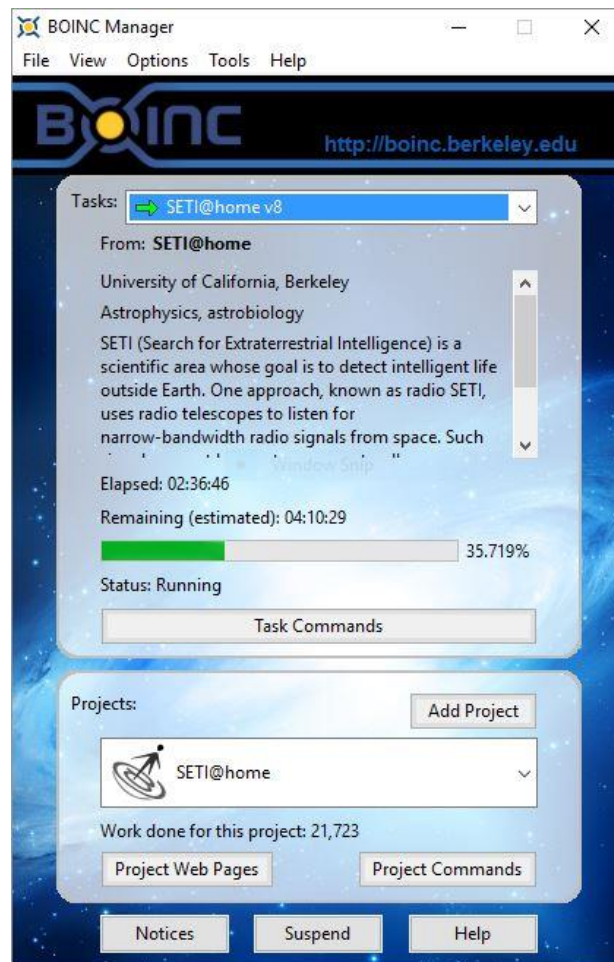 BOINC Manager
File View Options Tools Help
BOINC
http://boinc.berkeley.edu
Tasks: SETI@home v8
From: SETI@home
University of California, Berkeley
Astrophysics, astrobiology
SETI (Search for Extraterrestrial Intelligence) is a
scientific area whose goal is to detect intelligent life
outside Earth. One approach, known as radio SETI,
uses radio telescopes to listen for
narrow-bandwidth radio signals from space. Such
Window Snip
Elapsed: 02:36:46
Remaining (estimated): 04:10:29
35.719%
Status: Running
Task Commands
Projects:
Add Project
SETI@home
Work done for this project: 21,723
Project Web Pages Project Commands
Notices Suspend Help